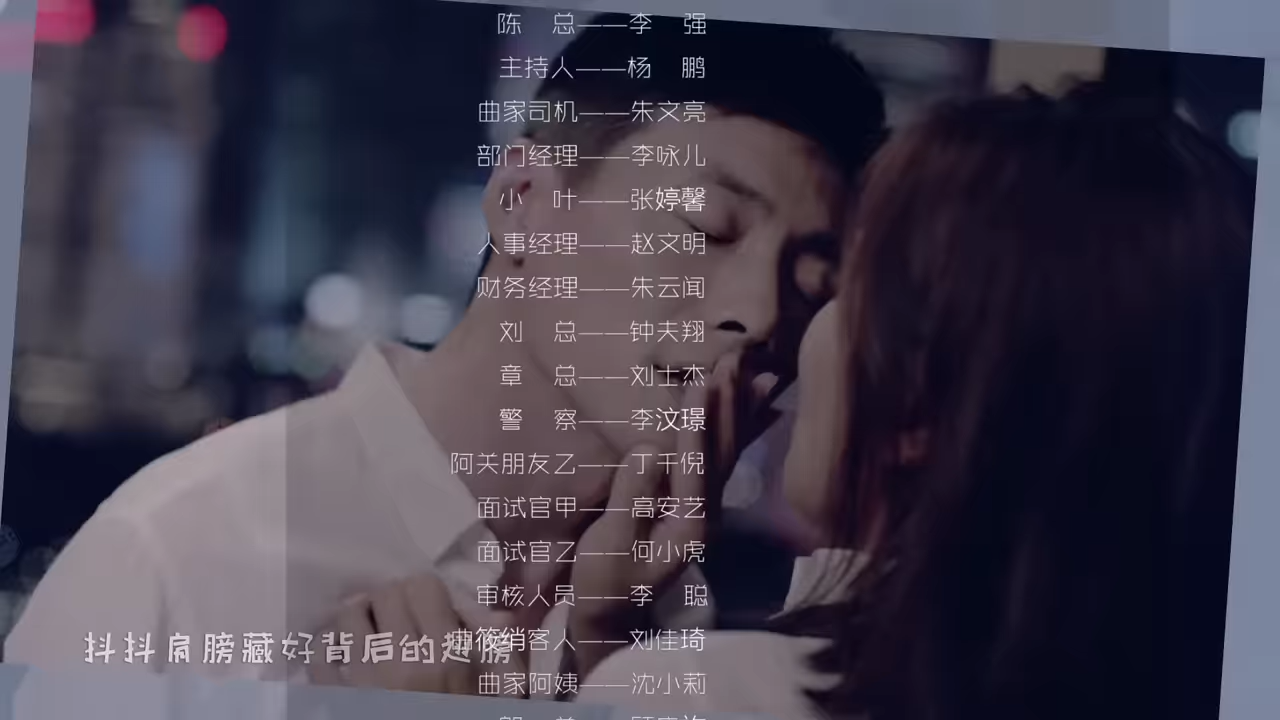 陈 总——李 强
主持人——杨 鹏
曲家司机——朱文亮
部门经理——李咏儿
小 叶——张婷馨
人事经理——赵文明
财务经理——朱云闻
刘 总——钟夫翔
章 总——刘士杰
警 察——李汶璟
阿关朋友乙——丁千倪
面试官甲——高安艺
面试官乙——何小虎
审核人员——李 聪
曲筱绡客人——刘佳琦
抖抖肩膀藏好背后的翅膀
曲家阿姨——沈小莉